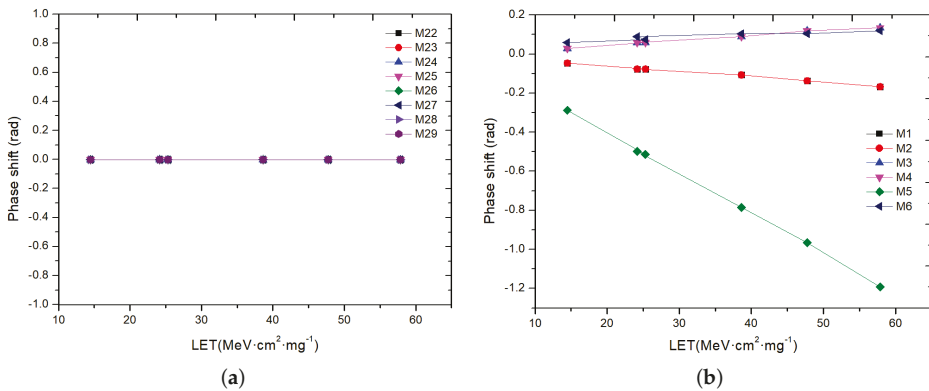 1.0
0.8
0.6
0.4
0.2
0.0
-0.2
-0.4
-0.6
-0.8
-1.0
Phase shift (rad)
M22
M23
M24
M25
M26
M27
M28
M29
10 20 30 40 50 60
LET(MeV·cm²·mg⁻¹)
(a)
0.2
0.0
-0.2
-0.4
-0.6
-0.8
-1.0
-1.2
Phase shift (rad)
M1
M2
M3
M4
M5
M6
10 20 30 40 50 60
LET(MeV·cm²·mg⁻¹)
(b)